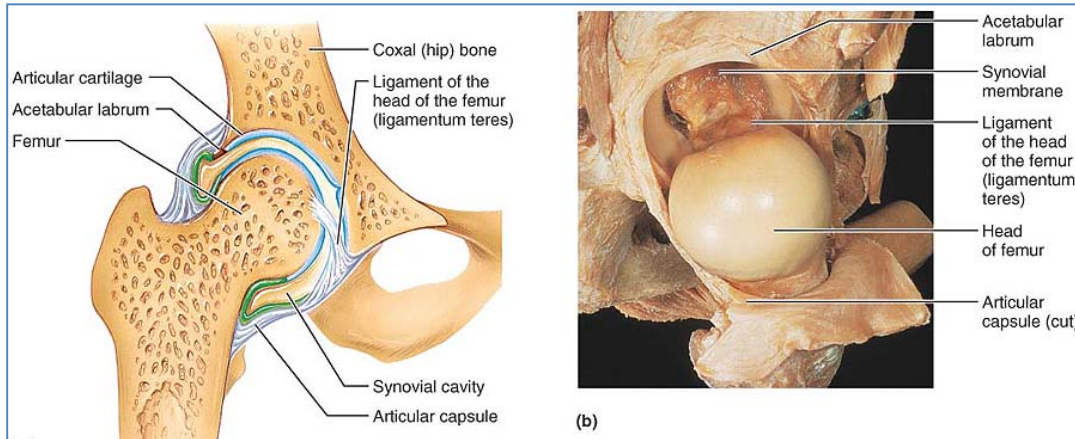 Coxal (hip) bone
Articular cartilage
Ligament of
the head of the femur
(ligamentum teres)
Acetabular labrum
Femur
Synovial cavity
Articular capsule
Acetabular
labrum
Synovial
membrane
Ligament
of the head
of the femur
(ligamentum
teres)
Head
of femur
Articular
capsule (cut)
(b)